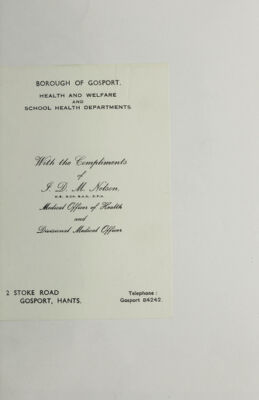 BOROUGH OF GOSPORT.
HEALTH AND WELFARE
AND
SCHOOL HEALTH DEPARTMENTS
With the Compliments
of
I. D. M. Nelson,
M.B. B.CH. B.A.O. D.P.H.
Medical Officer of Health
and
Divisional Medical Officer
2 STOKE ROAD Telephone :
GOSPORT, HANTS. Gosport 84242.